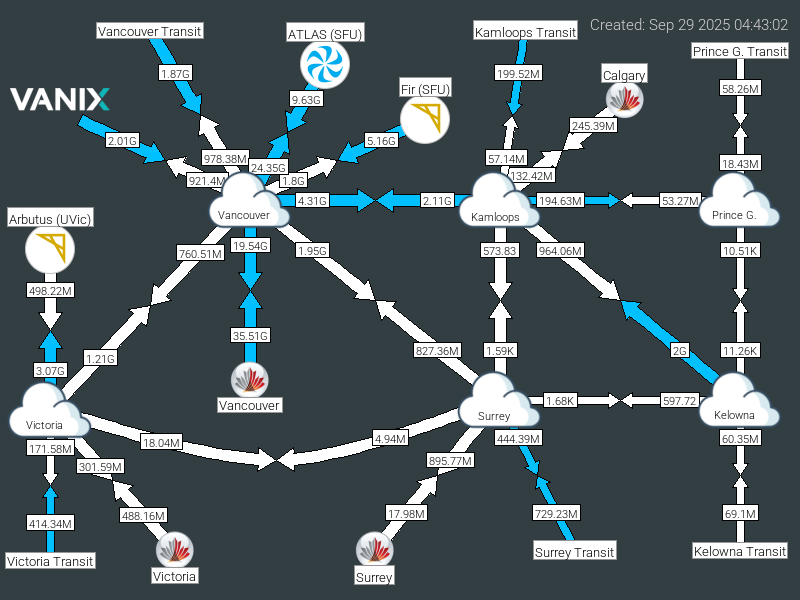 Created: Sep 29 2025 04:43:02
Vancouver Transit
ATLAS (SFU)
Kamloops Transit
Prince G. Transit
1.87G
199.52M
Calgary
Fir (SFU)
58.26M
VANIX
9.63G
245.39M
2.01G
5.16G
978.38M
57.14M
18.43M
24.35G
921.4M
1.8G
132.42M
4.31G
2.11G
194.63M
53.27M
Arbutus (UVic)
Vancouver
Kamloops
Prince G.
760.51M
19.54G
1.95G
573.83
964.06M
10.51K
498.22M
35.51G
827.36M
1.59K
2G
11.26K
1.21G
3.07G
Vancouver
1.68K
597.72
Victoria
Surrey
Kelowna
171.58M
18.04M
4.94M
444.39M
60.35M
301.59M
895.77M
414.34M
488.16M
17.98M
729.23M
69.1M
Victoria Transit
Victoria
Surrey
Surrey Transit
Kelowna Transit